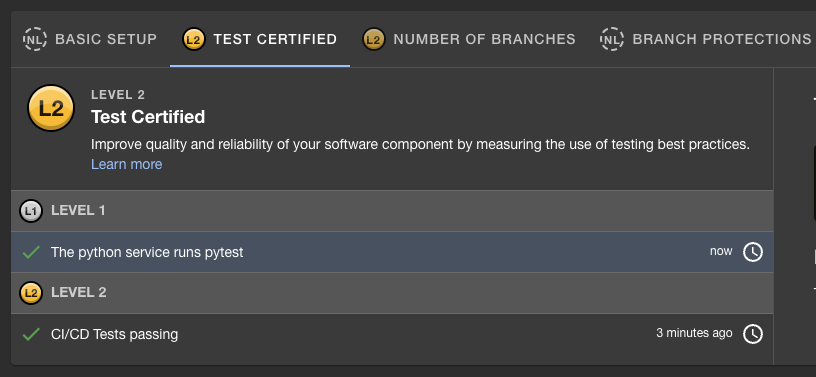 NL BASIC SETUP L2 TEST CERTIFIED L2 NUMBER OF BRANCHES NL BRANCH PROTECTIONS
L2
LEVEL 2
Test Certified
Improve quality and reliability of your software component by measuring the use of testing best practices.
Learn more
L1 LEVEL 1
The python service runs pytest now
L2 LEVEL 2
CI/CD Tests passing 3 minutes ago